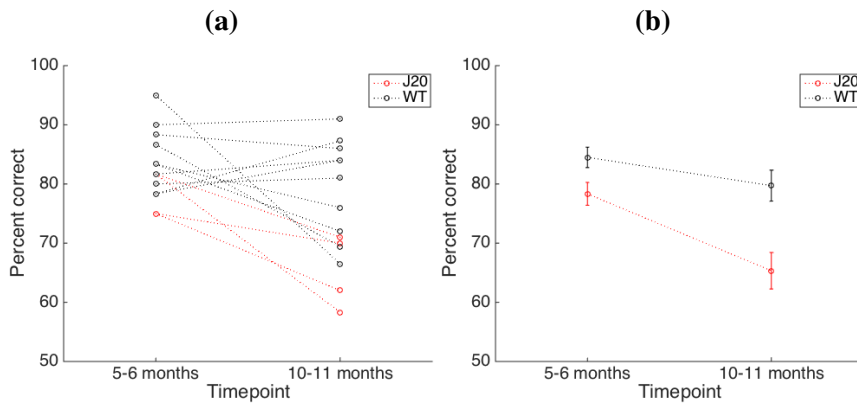 (a)
100
90
80
70
60
50
Percent correct
5-6 months
10-11 months
Timepoint
J20
WT
(b)
100
90
80
70
60
50
Percent correct
5-6 months
10-11 months
Timepoint
J20
WT